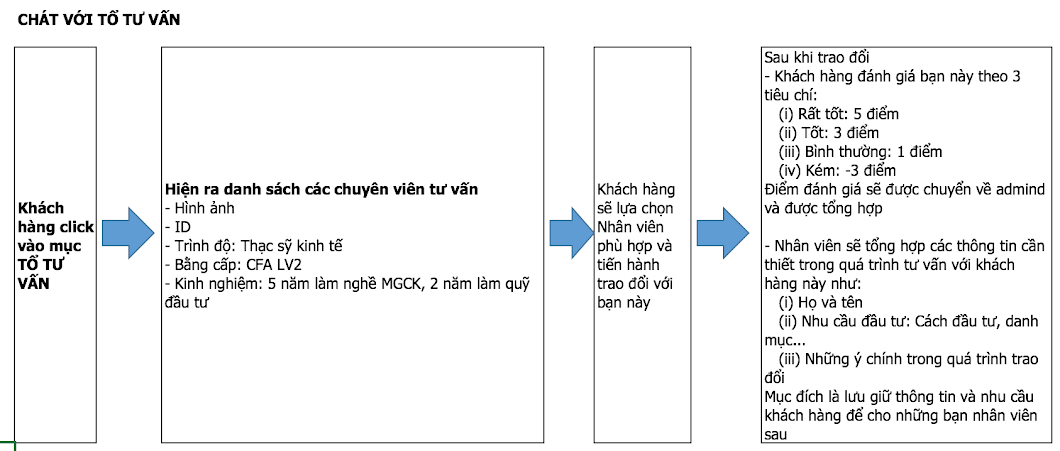 CHÁT VỚI TỔ TƯ VẤN
Khách
hàng click
vào mục
TỔ TƯ
VẤN
Hiện ra danh sách các chuyên viên tư vấn
- Hình ảnh
- ID
- Trình độ: Thạc sỹ kinh tế
- Bằng cấp: CFA LV2
- Kinh nghiệm: 5 năm làm nghề MGCK, 2 năm làm quỹ
đầu tư
Khách hàng
sẽ lựa chọn
Nhân viên
phù hợp và
tiến hành
trao đổi với
bạn này
Sau khi trao đổi
- Khách hàng đánh giá bạn này theo 3
tiêu chí:
(i) Rất tốt: 5 điểm
(ii) Tốt: 3 điểm
(iii) Bình thường: 1 điểm
(iv) Kém: -3 điểm
Điểm đánh giá sẽ được chuyển về admind
và được tổng hợp
- Nhân viên sẽ tổng hợp các thông tin cần
thiết trong quá trình tư vấn với khách
hàng này như:
(i) Họ và tên
(ii) Nhu cầu đầu tư: Cách đầu tư, danh
mục...
(iii) Những ý chính trong quá trình trao
đổi
Mục đích là lưu giữ thông tin và nhu cầu
khách hàng để cho những bạn nhân viên
sau